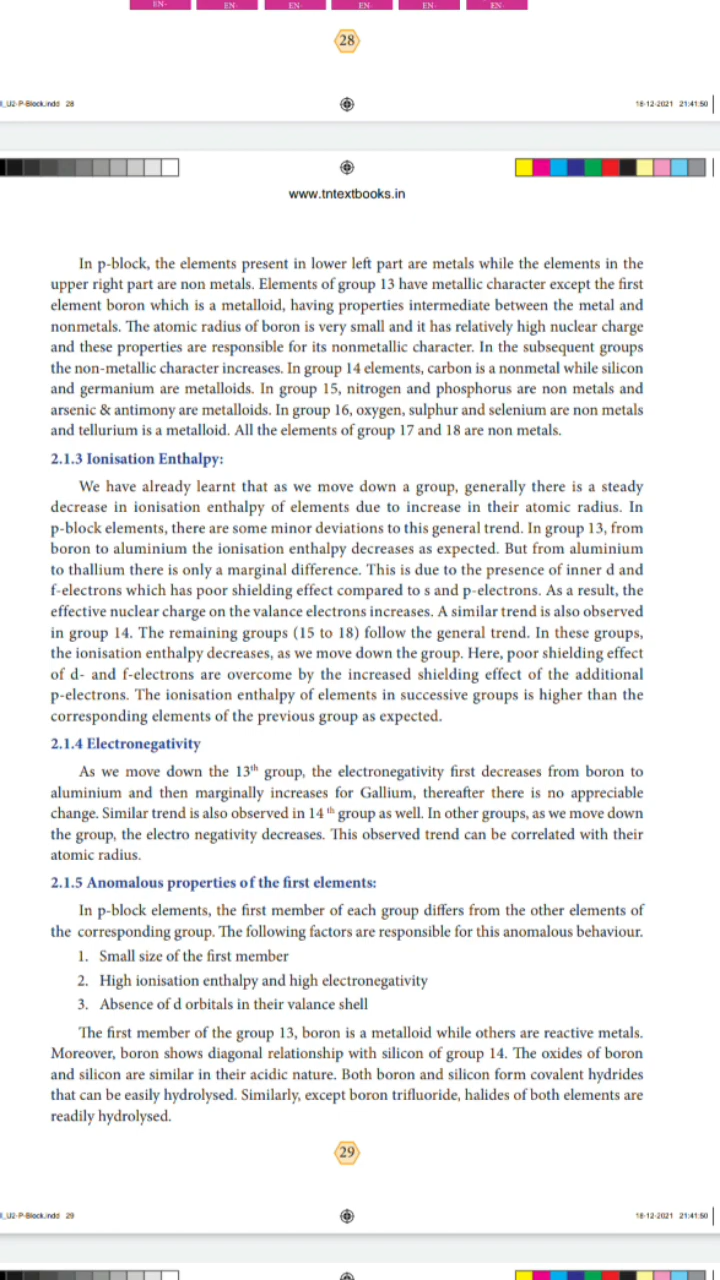 EN-
EN-
EN-
EN-
EN-
EN-
28
I_U2-P-Block.indd 28
18-12-2021 21:41:50
www.tntextbooks.in
In p-block, the elements present in lower left part are metals while the elements in the
upper right part are non metals. Elements of group 13 have metallic character except the first
element boron which is a metalloid, having properties intermediate between the metal and
nonmetals. The atomic radius of boron is very small and it has relatively high nuclear charge
and these properties are responsible for its nonmetallic character. In the subsequent groups
the non-metallic character increases. In group 14 elements, carbon is a nonmetal while silicon
and germanium are metalloids. In group 15, nitrogen and phosphorus are non metals and
arsenic & antimony are metalloids. In group 16, oxygen, sulphur and selenium are non metals
and tellurium is a metalloid. All the elements of group 17 and 18 are non metals.
2.1.3 Ionisation Enthalpy:
We have already learnt that as we move down a group, generally there is a steady
decrease in ionisation enthalpy of elements due to increase in their atomic radius. In
p-block elements, there are some minor deviations to this general trend. In group 13, from
boron to aluminium the ionisation enthalpy decreases as expected. But from aluminium
to thallium there is only a marginal difference. This is due to the presence of inner d and
f-electrons which has poor shielding effect compared to s and p-electrons. As a result, the
effective nuclear charge on the valance electrons increases. A similar trend is also observed
in group 14. The remaining groups (15 to 18) follow the general trend. In these groups,
the ionisation enthalpy decreases, as we move down the group. Here, poor shielding effect
of d- and f-electrons are overcome by the increased shielding effect of the additional
p-electrons. The ionisation enthalpy of elements in successive groups is higher than the
corresponding elements of the previous group as expected.
2.1.4 Electronegativity
As we move down the 13th group, the electronegativity first decreases from boron to
aluminium and then marginally increases for Gallium, thereafter there is no appreciable
change. Similar trend is also observed in 14 th group as well. In other groups, as we move down
the group, the electro negativity decreases. This observed trend can be correlated with their
atomic radius.
2.1.5 Anomalous properties of the first elements:
In p-block elements, the first member of each group differs from the other elements of
the corresponding group. The following factors are responsible for this anomalous behaviour.
1. Small size of the first member
2. High ionisation enthalpy and high electronegativity
3. Absence of d orbitals in their valance shell
The first member of the group 13, boron is a metalloid while others are reactive metals.
Moreover, boron shows diagonal relationship with silicon of group 14. The oxides of boron
and silicon are similar in their acidic nature. Both boron and silicon form covalent hydrides
that can be easily hydrolysed. Similarly, except boron trifluoride, halides of both elements are
readily hydrolysed.
29
I_U2-P-Block.indd 29
18-12-2021 21:41:50